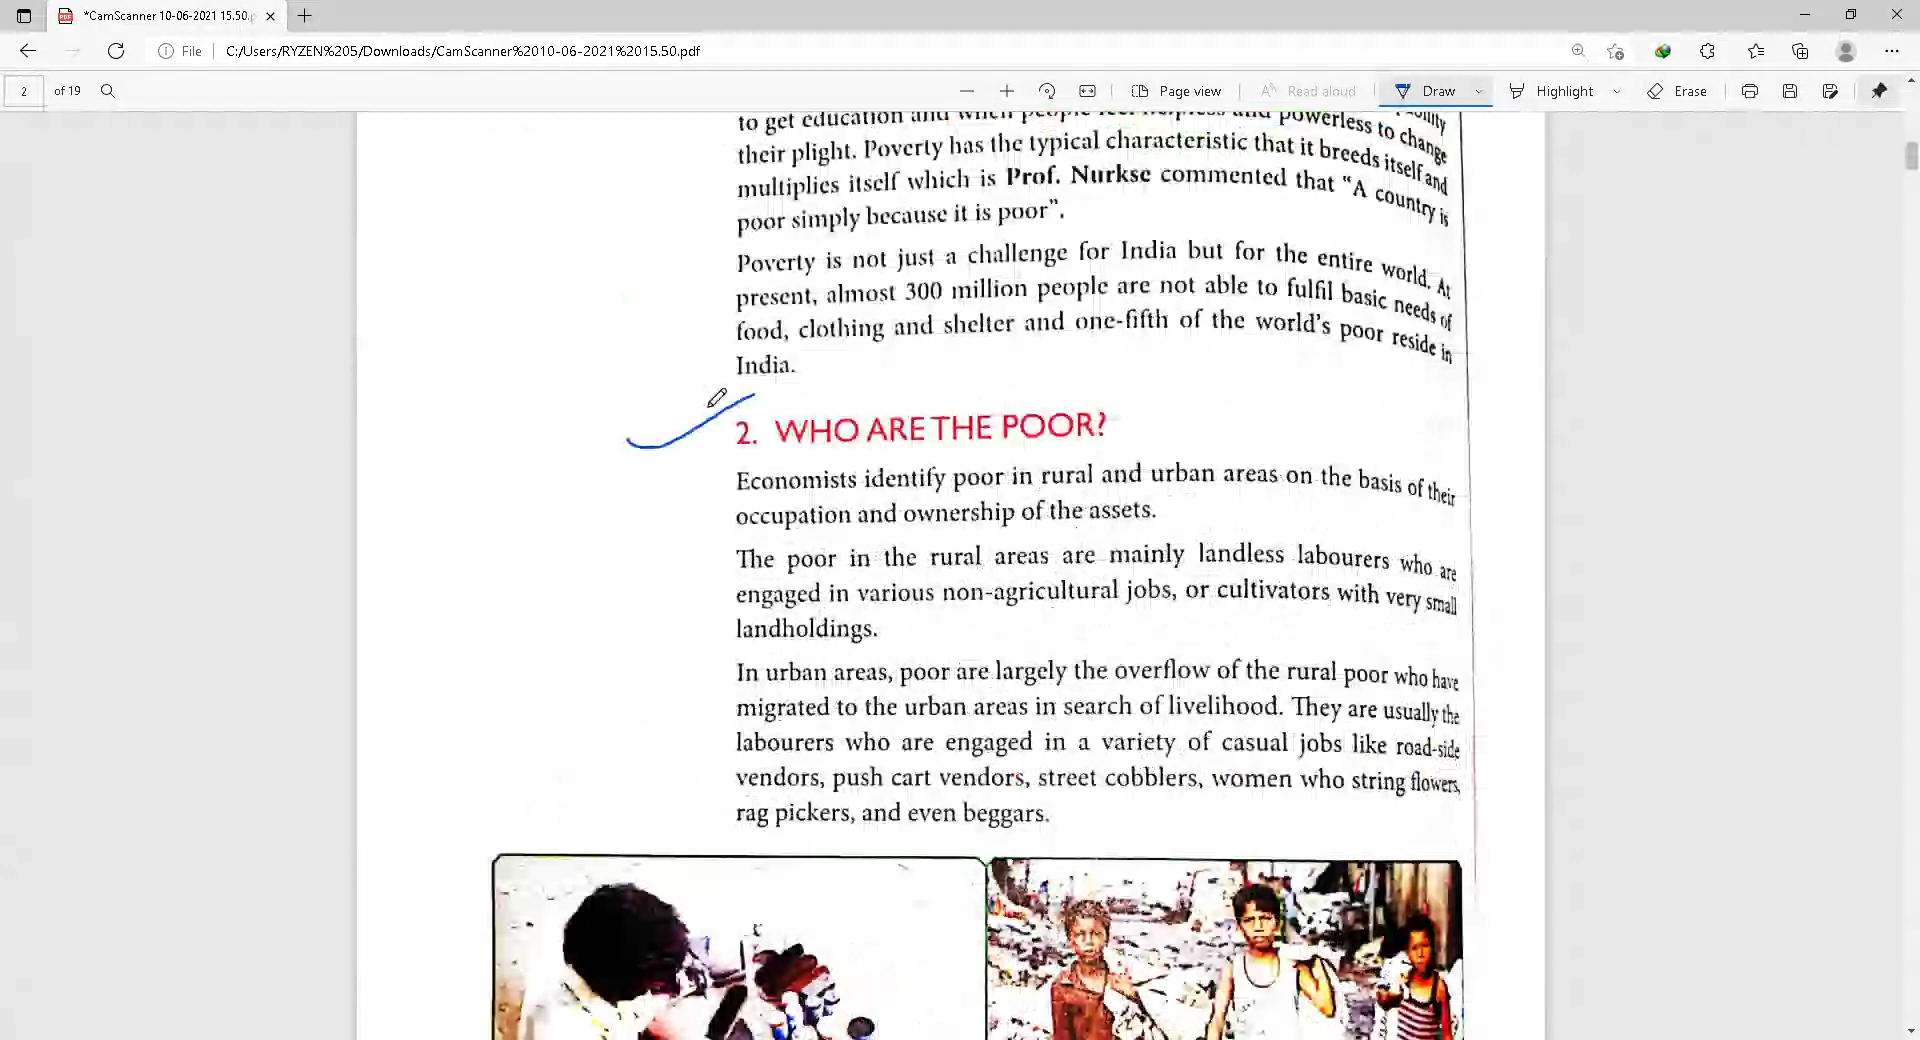 *CamScanner 10-06-2021 15.50.p
File
C:/Users/RYZEN%205/Downloads/CamScanner%2010-06-2021%2015.50.pdf
2 of 19
Page view
Read aloud
Draw
Highlight
Erase
to get education and when people feel helpless and powerless to change
their plight. Poverty has the typical characteristic that it breeds itself and
multiplies itself which is Prof. Nurkse commented that "A country is
poor simply because it is poor".
Poverty is not just a challenge for India but for the entire world. At
present, almost 300 million people are not able to fulfil basic needs of
food, clothing and shelter and one-fifth of the world's poor reside in
India.
2. WHO ARE THE POOR?
Economists identify poor in rural and urban areas on the basis of their
occupation and ownership of the assets.
The poor in the rural areas are mainly landless labourers who are
engaged in various non-agricultural jobs, or cultivators with very small
landholdings.
In urban areas, poor are largely the overflow of the rural poor who have
migrated to the urban areas in search of livelihood. They are usually the
labourers who are engaged in a variety of casual jobs like road-side
vendors, push cart vendors, street cobblers, women who string flowers,
rag pickers, and even beggars.